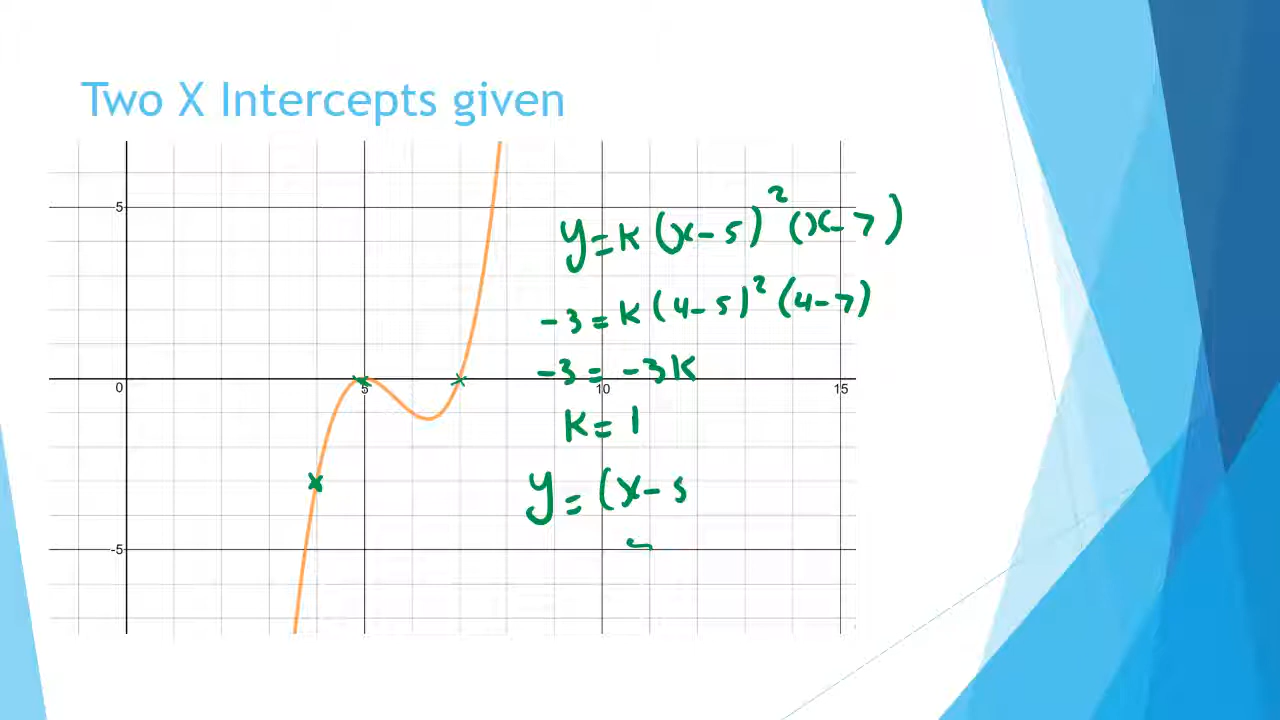 Two X Intercepts given
5
y = k (x - 5)² (x - 7)
-3 = k (4 - 5)² (4 - 7)
-3 = -3k
0 5 10 15
k = 1
y = (x - 5
-5